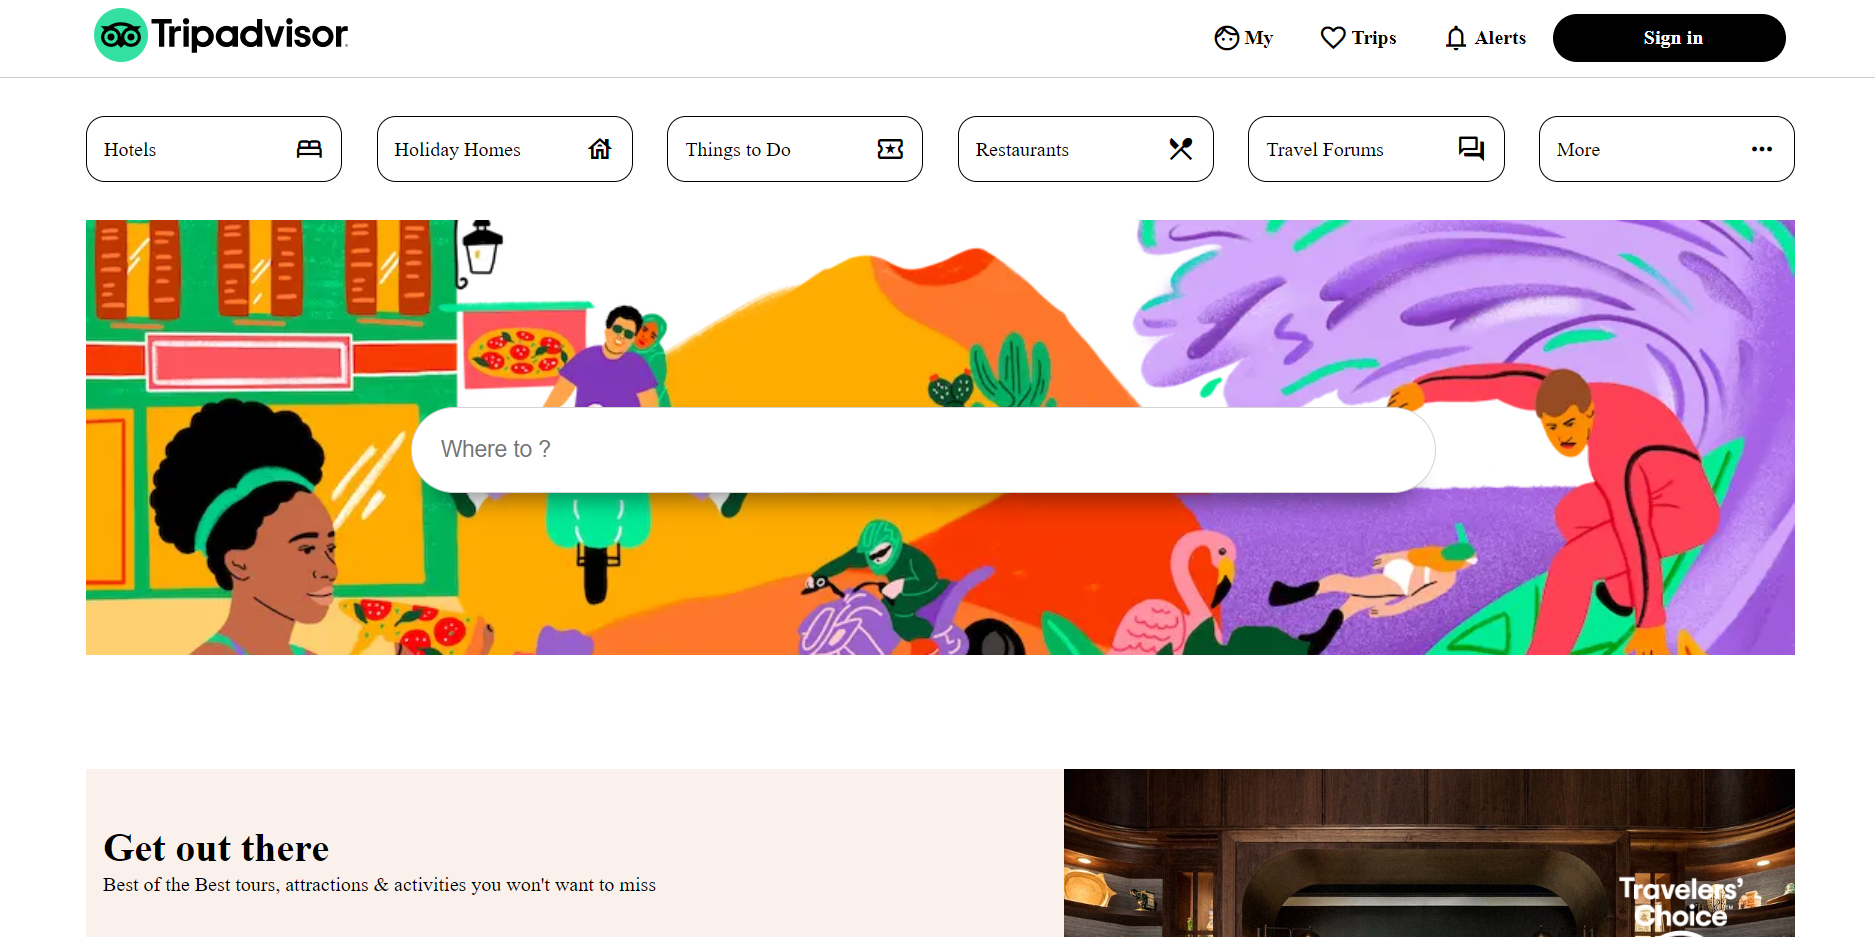 Tripadvisor
My Trips Alerts Sign in
Hotels Holiday Homes Things to Do Restaurants Travel Forums More
Where to ?
Get out there
Best of the Best tours, attractions & activities you won't want to miss
Travelers'
Choice